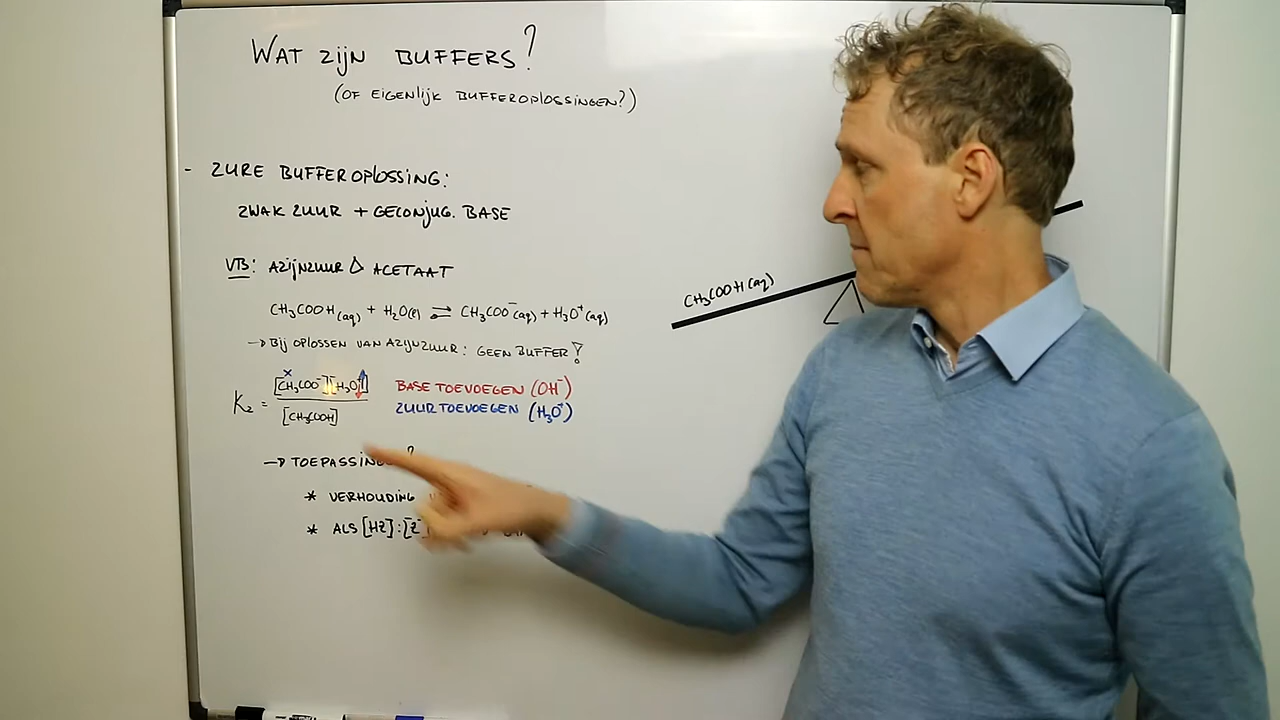 WAT ZIJN BUFFERS?
(OF EIGENLIJK BUFFEROPLOSSINGEN?)
- ZURE BUFFEROPLOSSING:
ZWAK ZUUR + GECONJUG. BASE
VTB: AZIJNZUUR Δ ACETAAT
CH₃COOH(aq) + H₂O(l) ⇌ CH₃COO⁻(aq) + H₃O⁺(aq)
→ BIJ OPLOSSEN VAN AZIJNZUUR: GEEN BUFFER!
Kz = [CH₃COO⁻][H₃O⁺] / [CH₃COOH]
BASE TOEVOEGEN (OH⁻)
ZUUR TOEVOEGEN (H₃O⁺)
→ TOEPASSING ?
* VERHOUDING
* ALS [HZ]:[Z⁻]
CH₃COOH(aq)